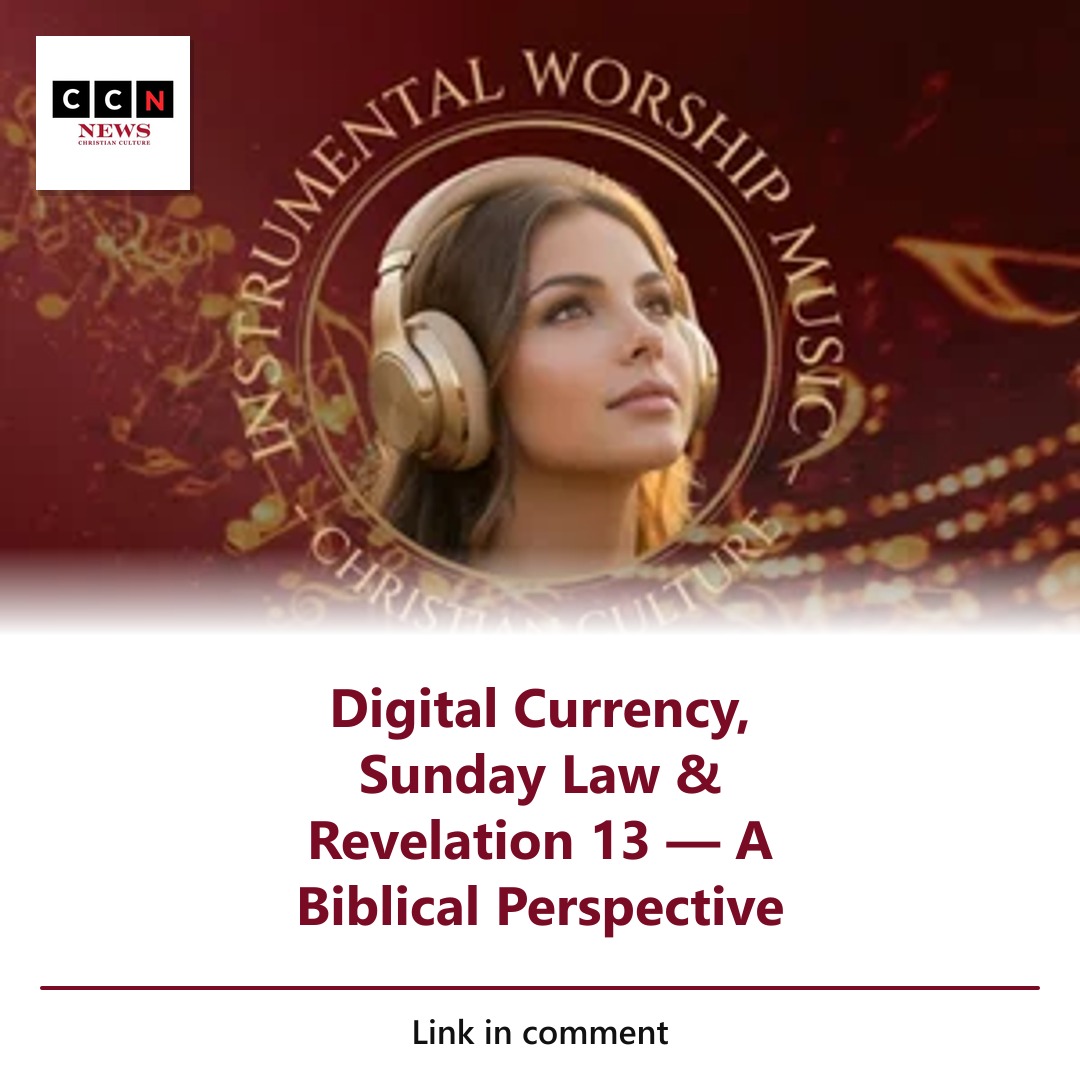 CCN
NEWS
CHRISTIAN CULTURE
INSTRUMENTAL WORSHIP MUSIC
CHRISTIAN CULTURE
Digital Currency,
Sunday Law &
Revelation 13 — A
Biblical Perspective
Link in comment